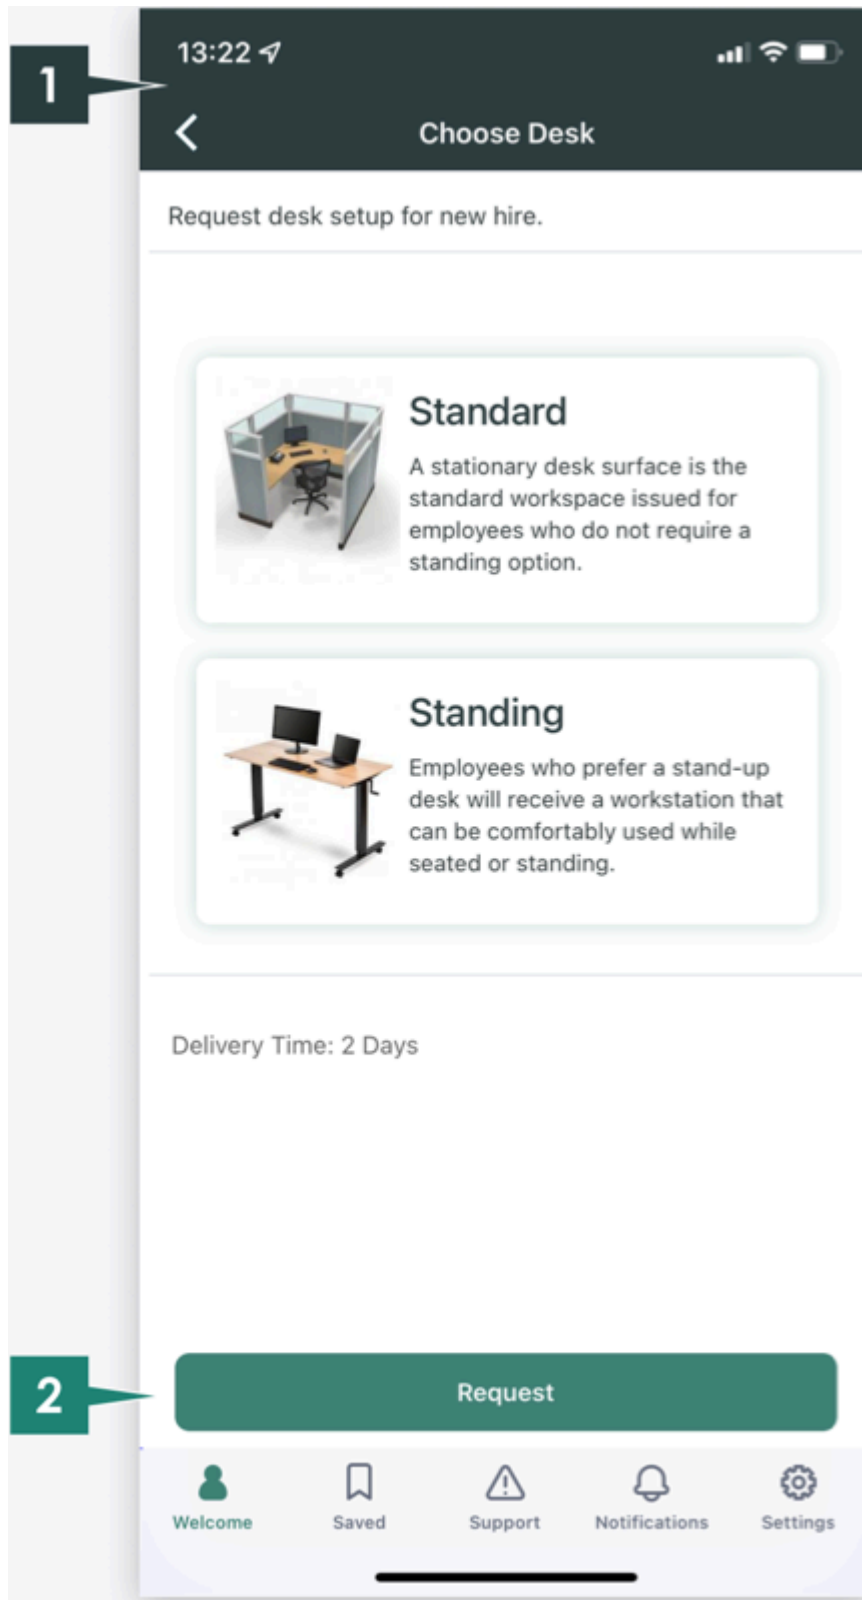 1
13:22
Choose Desk
Request desk setup for new hire.
Standard
A stationary desk surface is the
standard workspace issued for
employees who do not require a
standing option.
Standing
Employees who prefer a stand-up
desk will receive a workstation that
can be comfortably used while
seated or standing.
Delivery Time: 2 Days
2
Request
Welcome
Saved
Support
Notifications
Settings